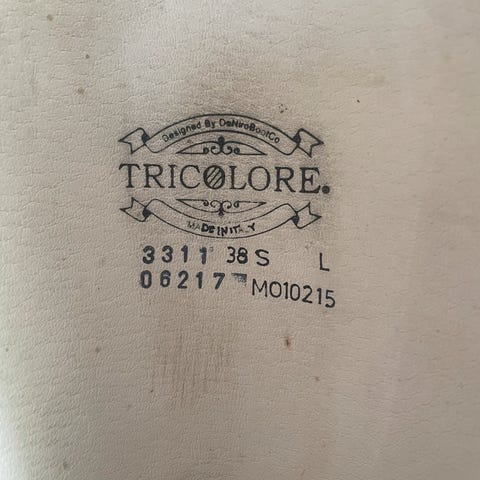 Designed By DeNiroBootCo
TRICOLORE.
MADE IN ITALY
3311 38 S L
06217 M010215